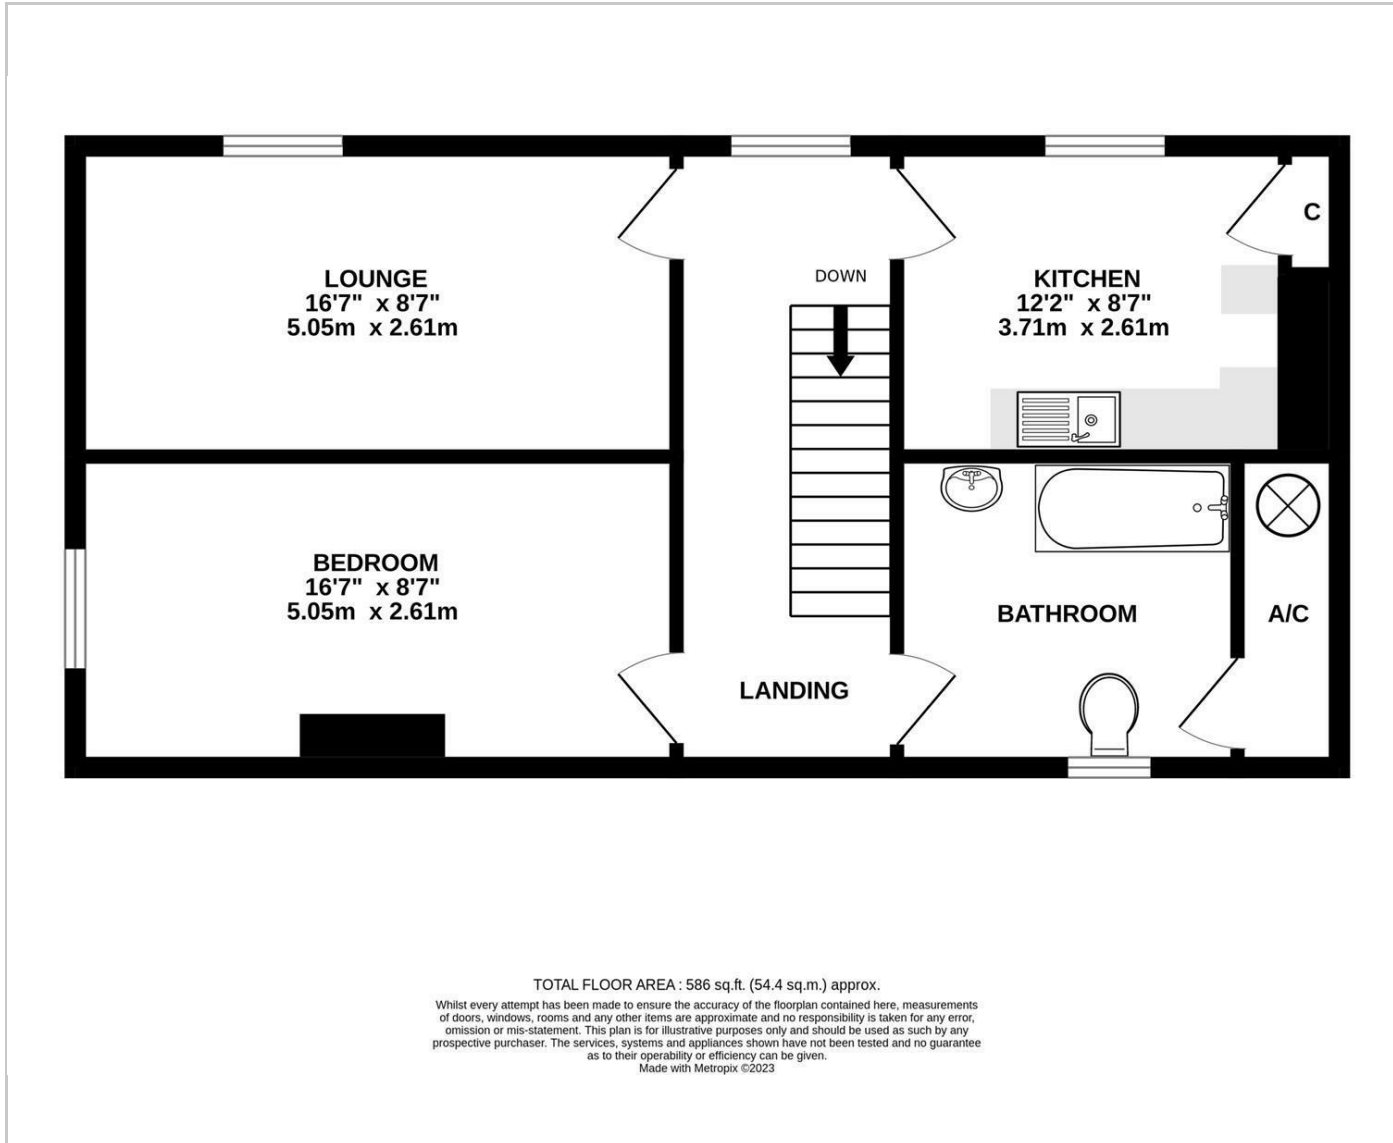 LOUNGE
16'7" x 8'7"
5.05m x 2.61m
DOWN
KITCHEN
12'2" x 8'7"
3.71m x 2.61m
C
BEDROOM
16'7" x 8'7"
5.05m x 2.61m
LANDING
BATHROOM
A/C
TOTAL FLOOR AREA : 586 sq.ft. (54.4 sq.m.) approx.
Whilst every attempt has been made to ensure the accuracy of the floorplan contained here, measurements
of doors, windows, rooms and any other items are approximate and no responsibility is taken for any error,
omission or mis-statement. This plan is for illustrative purposes only and should be used as such by any
prospective purchaser. The services, systems and appliances shown have not been tested and no guarantee
as to their operability or efficiency can be given.
Made with Metropix ©2023